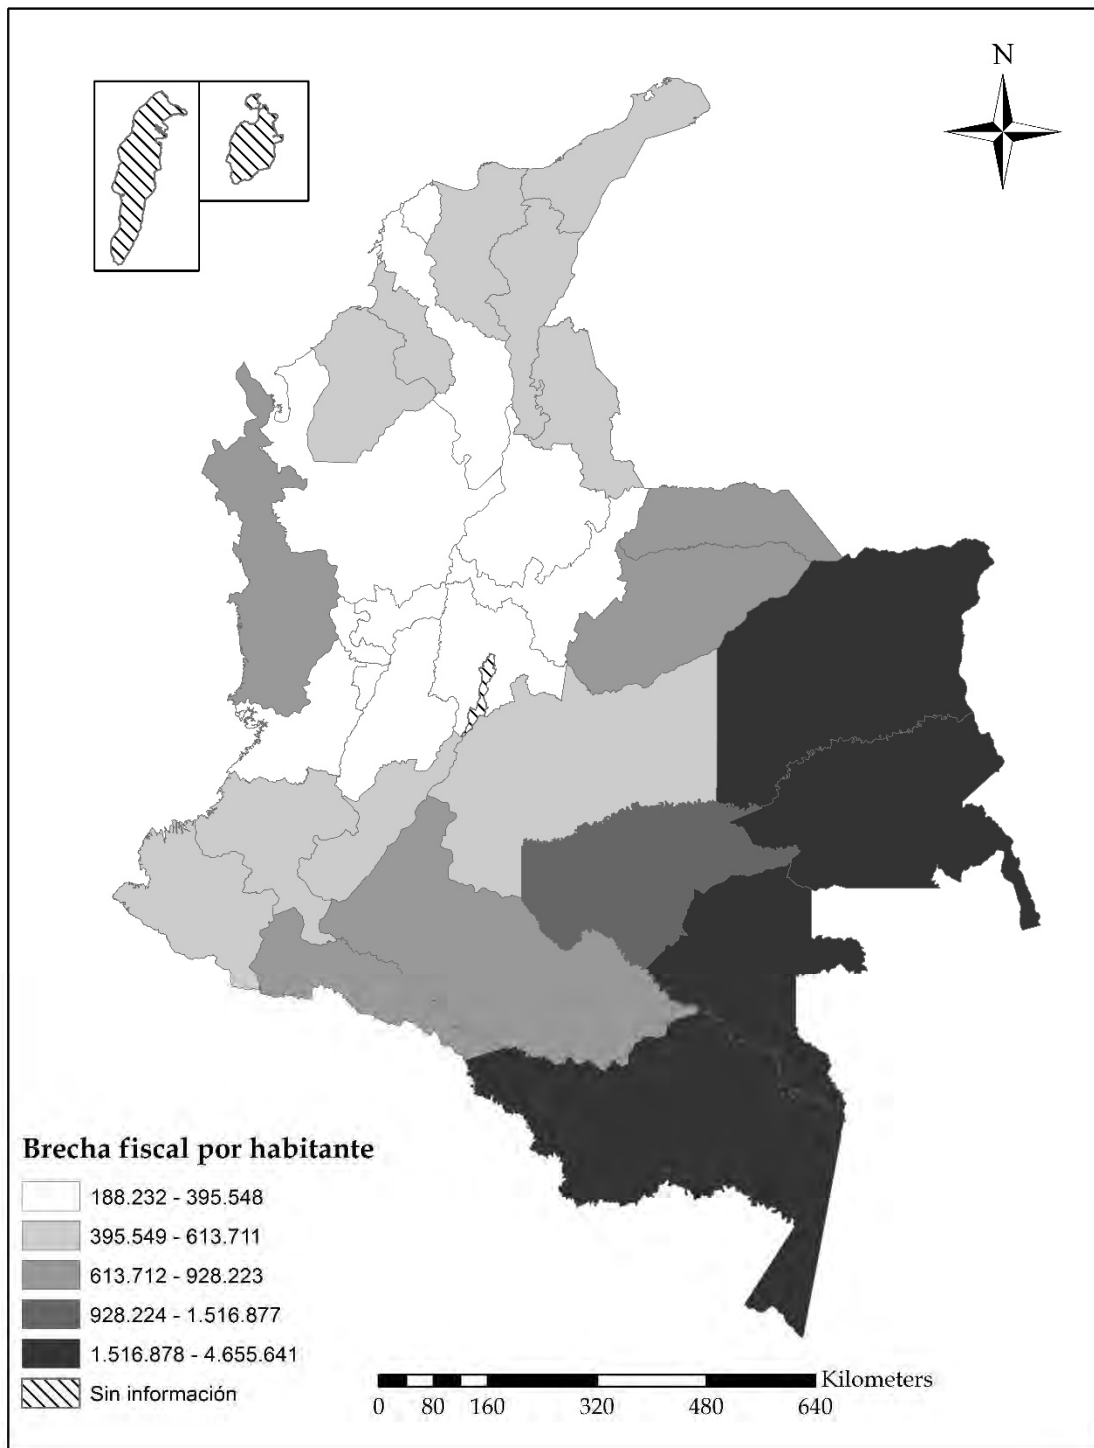 N
Brecha fiscal por habitante
188.232 - 395.548
395.549 - 613.711
613.712 - 928.223
928.224 - 1.516.877
1.516.878 - 4.655.641
Sin información
Kilometers
0 80 160 320 480 640